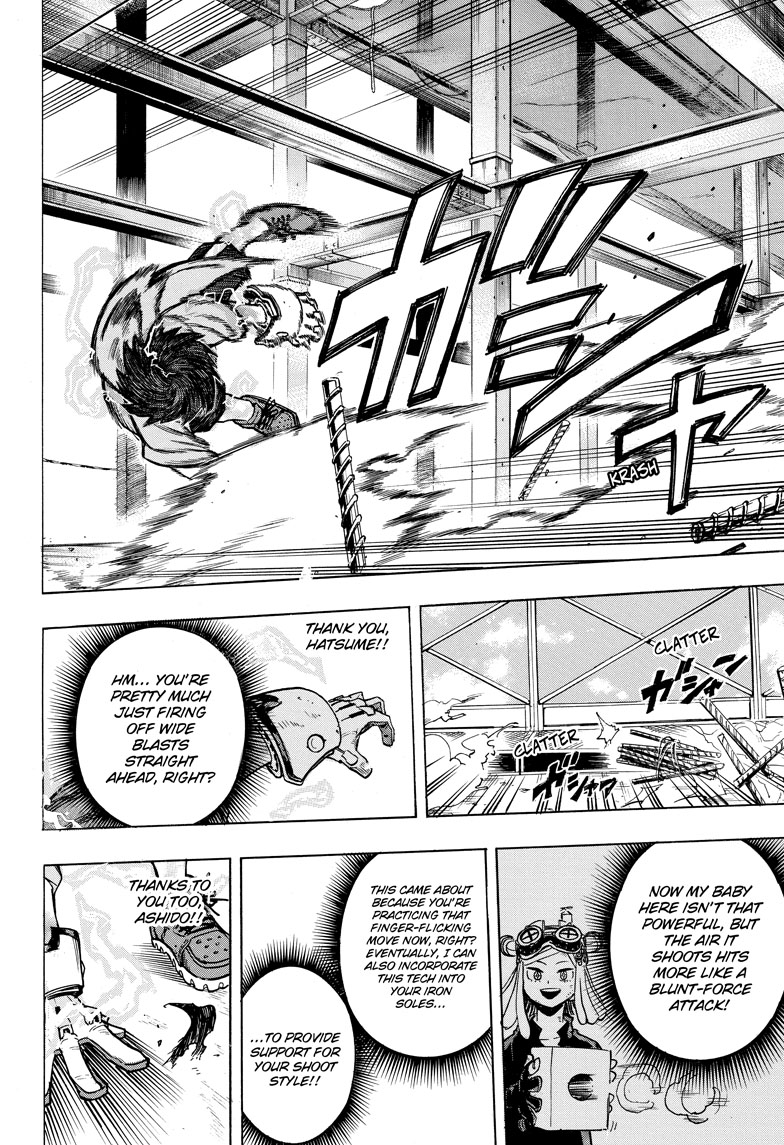 ガシャ
KRASH
CLATTER
ガシャン
CLATTER
ガシャッ
THANK YOU,
HATSUME!!
HM... YOU'RE
PRETTY MUCH
JUST FIRING
OFF WIDE
BLASTS
STRAIGHT
AHEAD, RIGHT?
NOW MY BABY
HERE ISN'T THAT
POWERFUL, BUT
THE AIR IT
SHOOTS HITS
MORE LIKE A
BLUNT-FORCE
ATTACK!
THIS CAME ABOUT
BECAUSE YOU'RE
PRACTICING THAT
FINGER-FLICKING
MOVE NOW, RIGHT?
EVENTUALLY, I CAN
ALSO INCORPORATE
THIS TECH INTO
YOUR IRON
SOLES...
...TO PROVIDE
SUPPORT FOR
YOUR SHOOT
STYLE!!
THANKS TO
YOU TOO,
ASHIDO!!